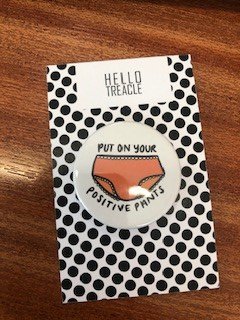 HELLO
TREACLE
PUT ON YOUR
POSITIVE PANTS